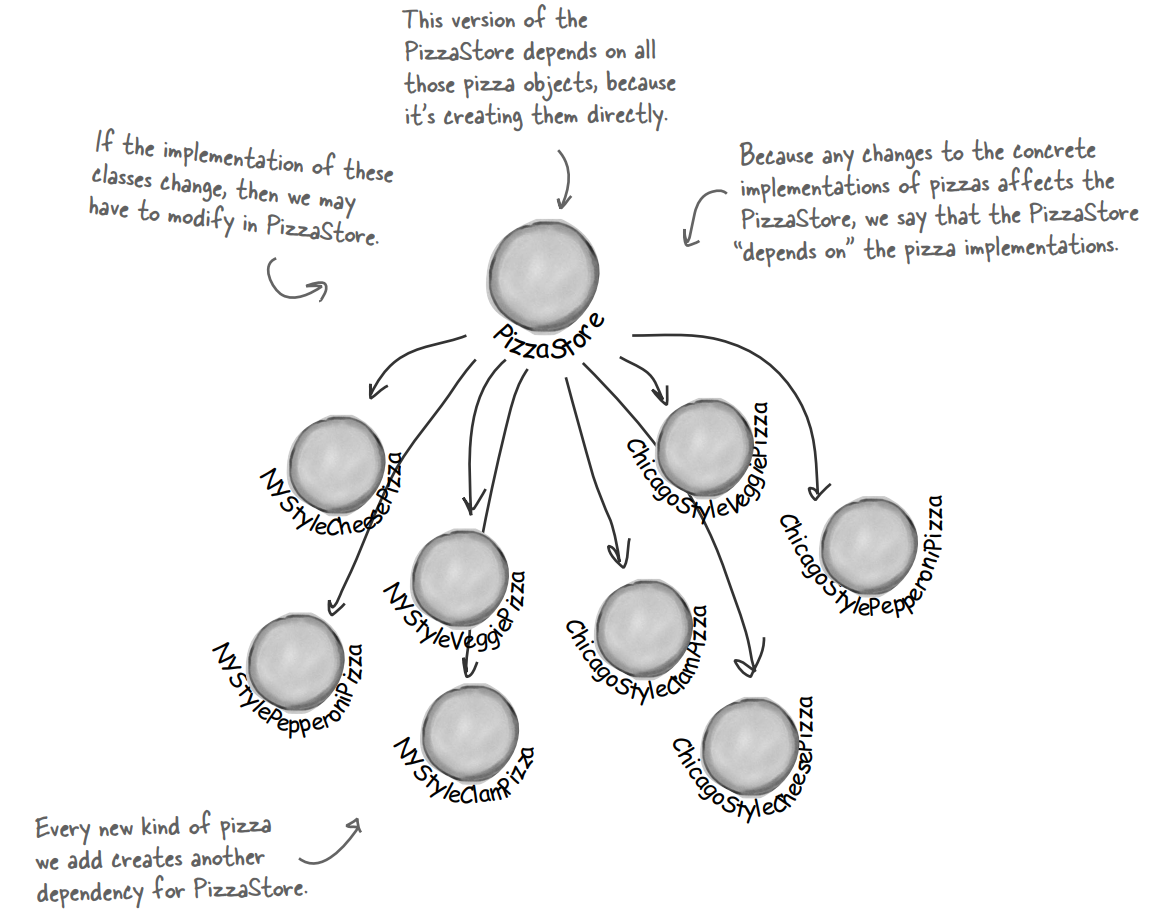 This version of the
PizzaStore depends on all
those pizza objects, because
it's creating them directly.
If the implementation of these
classes change, then we may
have to modify in PizzaStore.
Because any changes to the concrete
implementations of pizzas affects the
PizzaStore, we say that the PizzaStore
“depends on” the pizza implementations.
PizzaStore
NYStyleCheesePizza
ChicagoStyleVeggiePizza
ChicagoStylePepperoniPizza
NYStyleVeggiePizza
ChicagoStyleClamPizza
NYStylePepperoniPizza
NYStyleClamPizza
ChicagoStyleCheesePizza
Every new kind of pizza
we add creates another
dependency for PizzaStore.